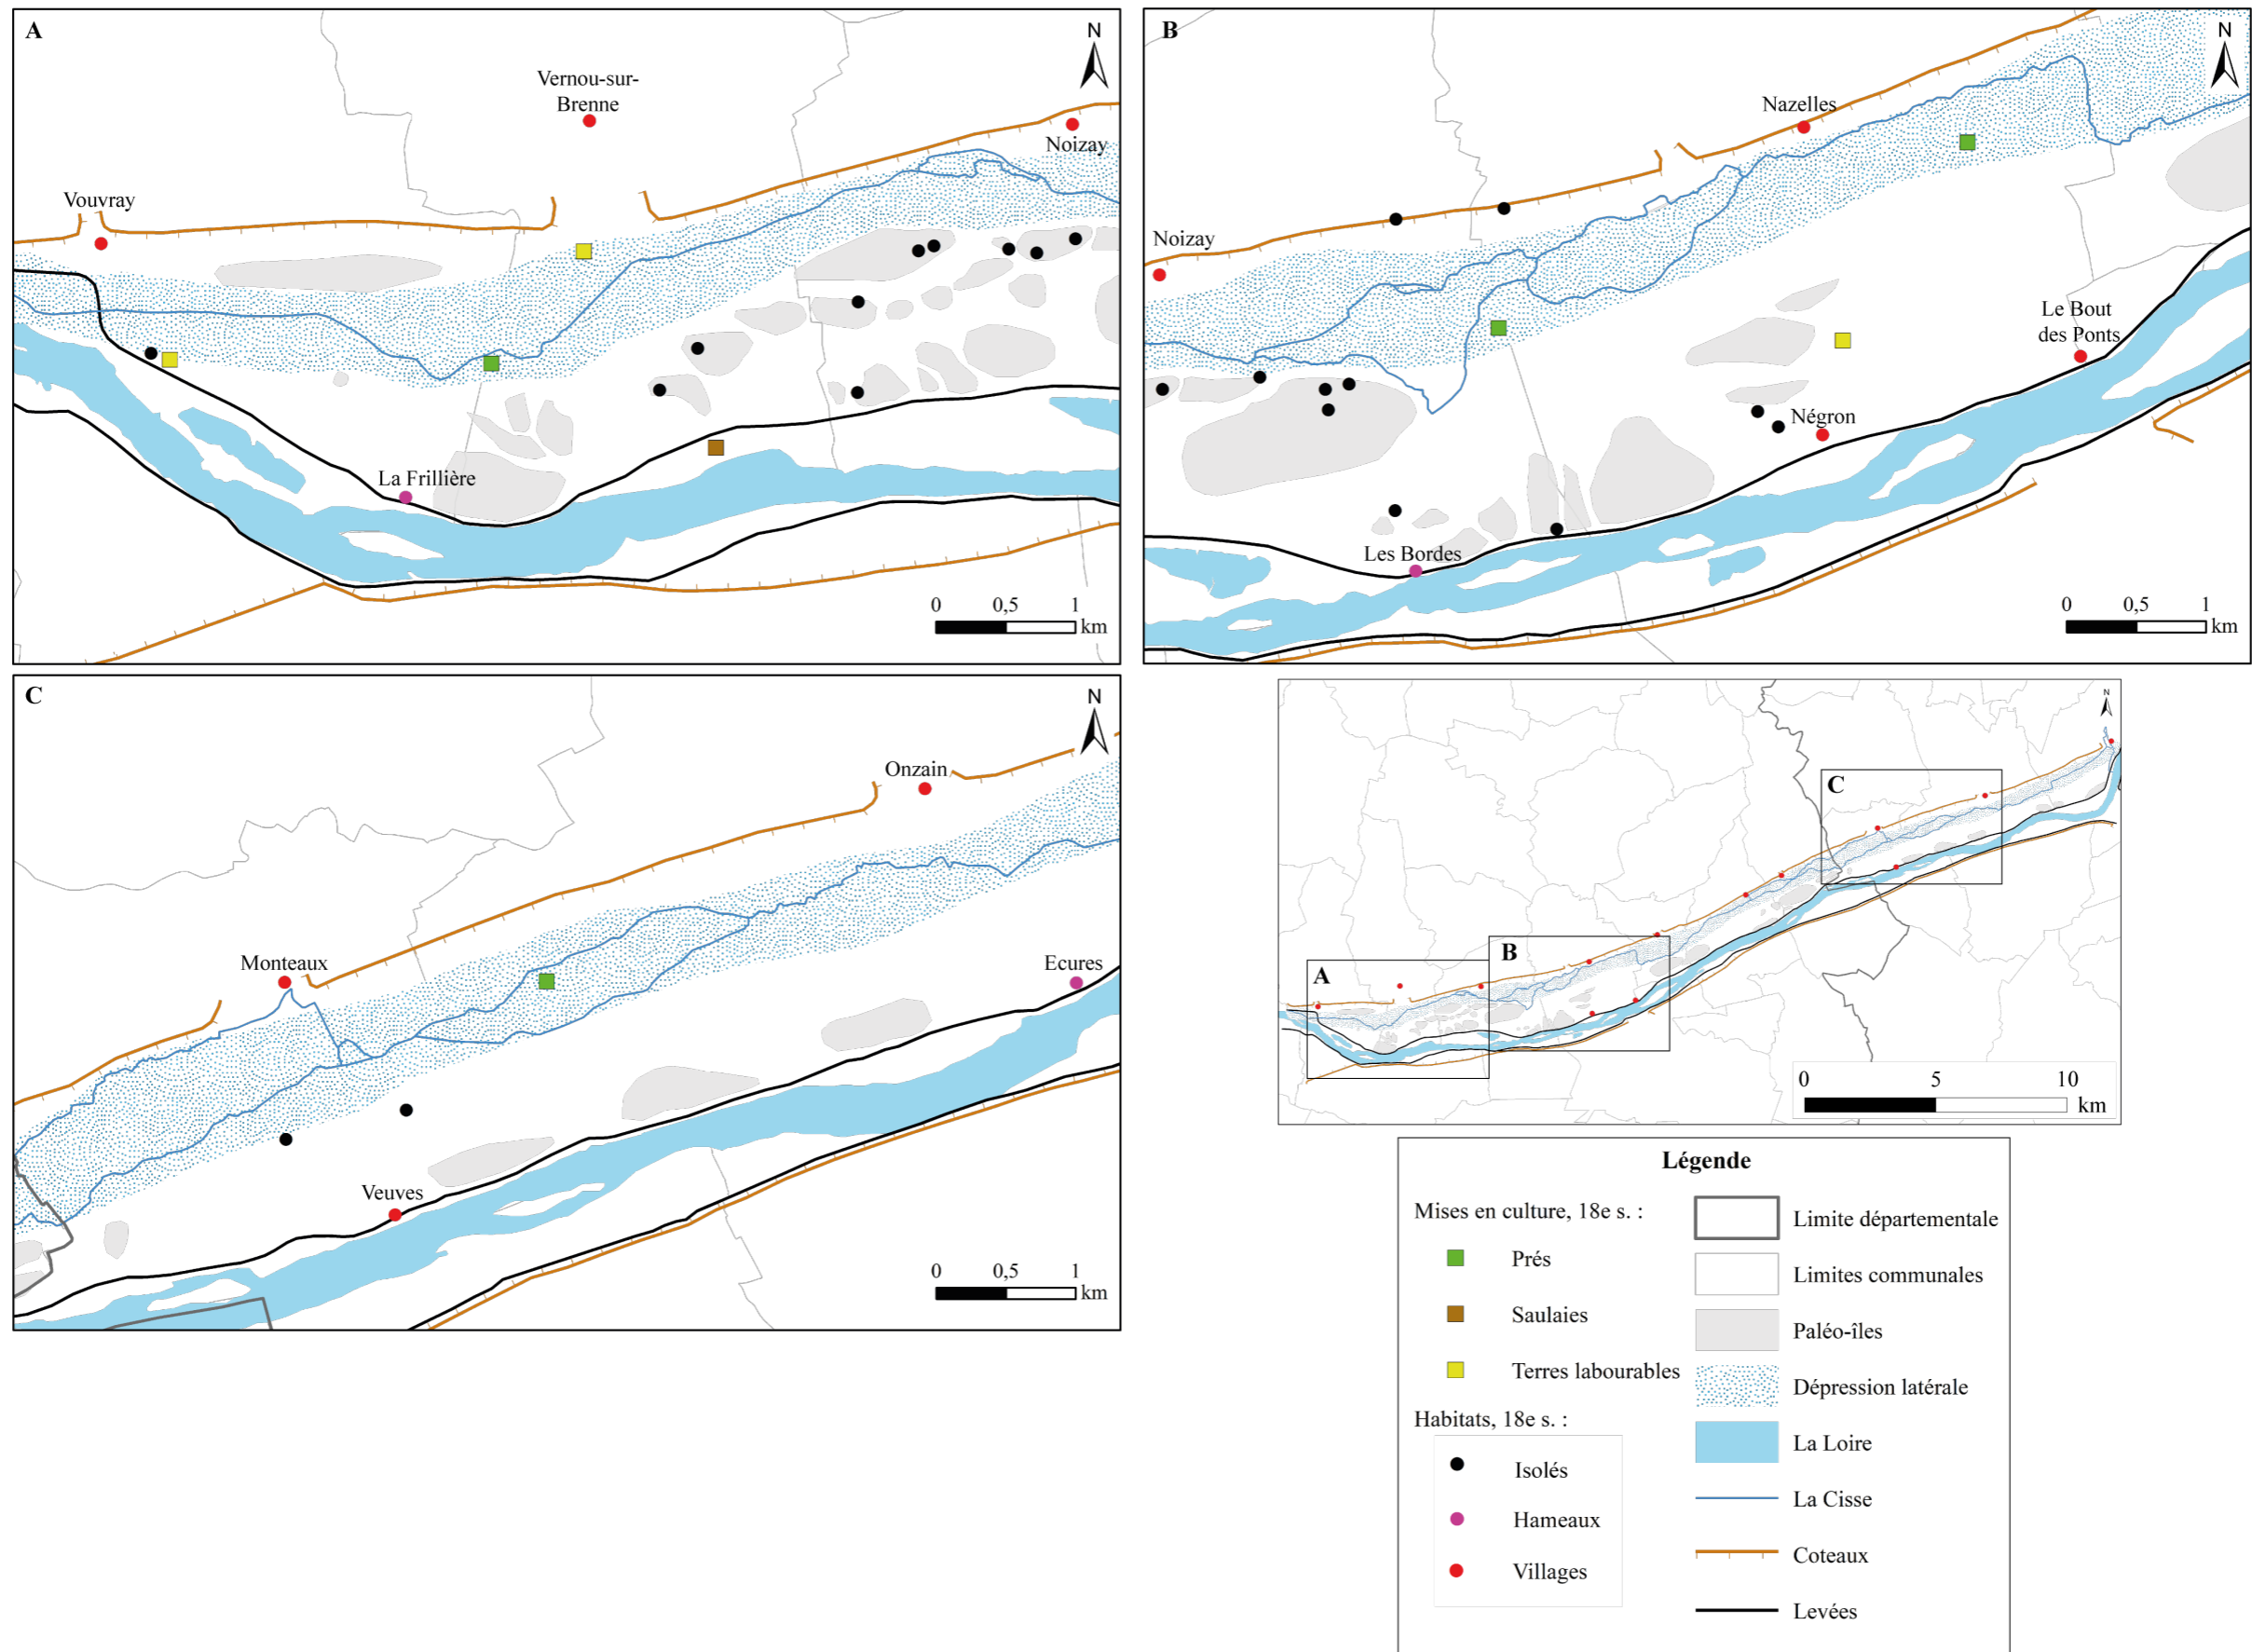 A
N
Vernou-sur-
Brenne
Noizay
Vouvray
La Frillière
0 0,5 1
km
B
N
Nazelles
Noizay
Le Bout
des Ponts
Négron
Les Bordes
0 0,5 1
km
C
N
Onzain
Monteaux
Ecures
Veuves
0 0,5 1
km
N
C
B
A
0 5 10
km
Légende
Mises en culture, 18e s. :
Prés
Saulaies
Terres labourables
Habitats, 18e s. :
Isolés
Hameaux
Villages
Limite départementale
Limites communales
Paléo-îles
Dépression latérale
La Loire
La Cisse
Coteaux
Levées